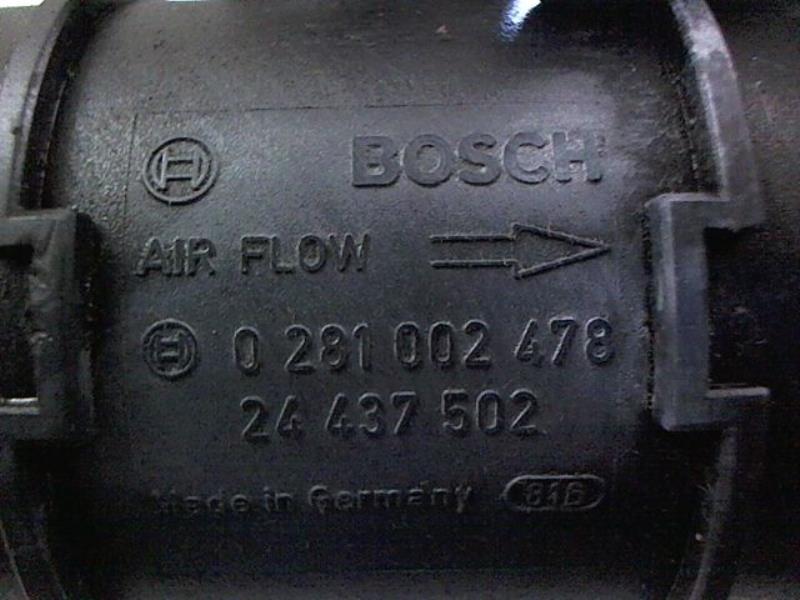 BOSCH
AIR FLOW
0 281 002 478
24 437 502
Made in Germany 816